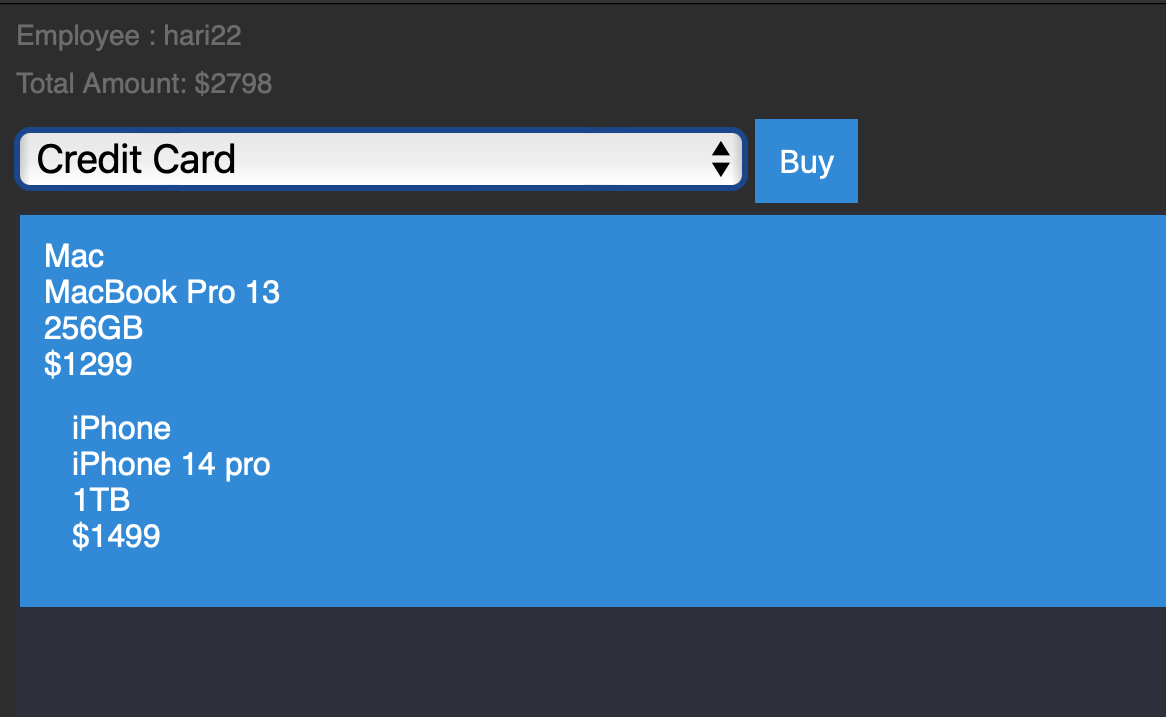 Employee : hari22
Total Amount: $2798
Credit Card
Buy
Mac
MacBook Pro 13
256GB
$1299
iPhone
iPhone 14 pro
1TB
$1499